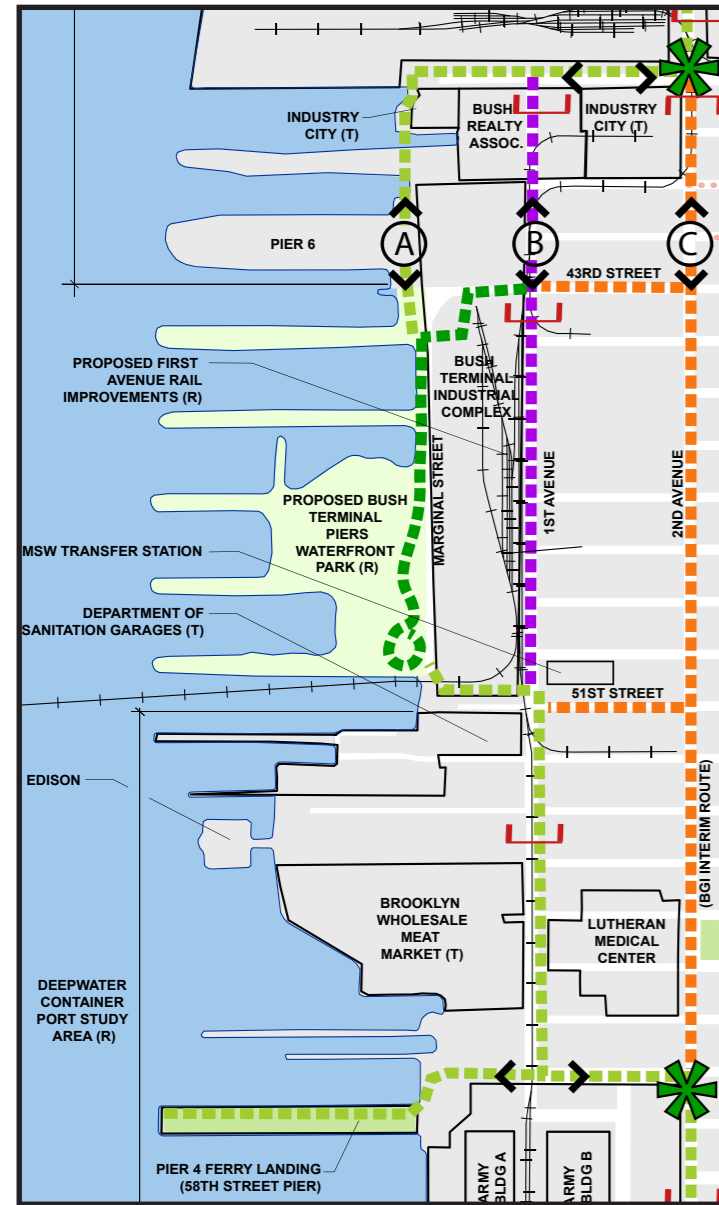 INDUSTRY
CITY (T)
BUSH
REALTY
ASSOC.
INDUSTRY
CITY (T)
PIER 6
A
B
C
43RD STREET
PROPOSED FIRST
AVENUE RAIL
IMPROVEMENTS (R)
BUSH
TERMINAL
INDUSTRIAL
COMPLEX
MARGINAL STREET
1ST AVENUE
2ND AVENUE
PROPOSED BUSH
TERMINAL
PIERS
WATERFRONT
PARK (R)
MSW TRANSFER STATION
DEPARTMENT OF
SANITATION GARAGES (T)
51ST STREET
EDISON
(BGI INTERIM ROUTE)
BROOKLYN
WHOLESALE
MEAT
MARKET (T)
LUTHERAN
MEDICAL
CENTER
DEEPWATER
CONTAINER
PORT STUDY
AREA (R)
PIER 4 FERRY LANDING
(58TH STREET PIER)
ARMY
BLDG A
ARMY
BLDG B